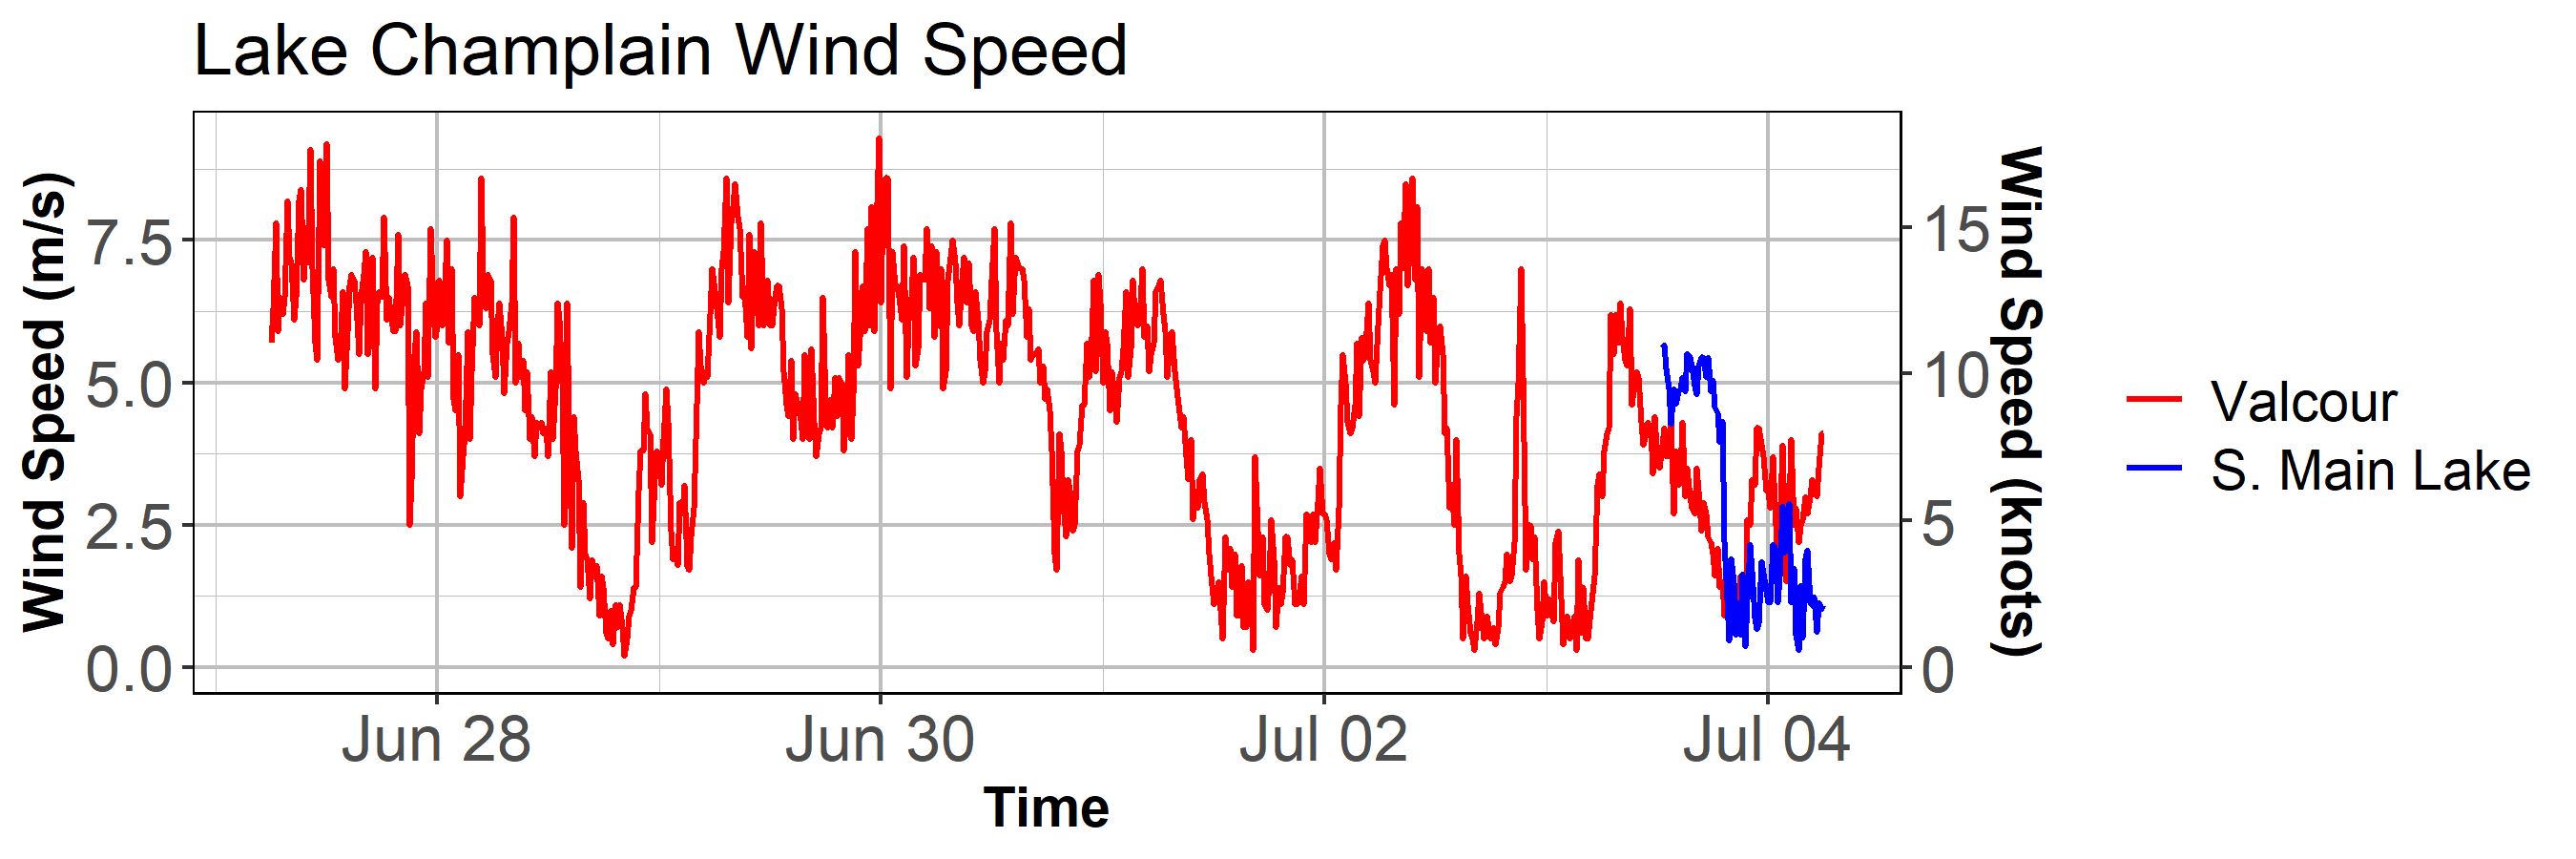 Lake Champlain Wind Speed
Wind Speed (m/s)
7.5
5.0
2.5
0.0
15
10
5
0
Wind Speed (knots)
Jun 28
Jun 30
Jul 02
Jul 04
Time
Valcour
S. Main Lake